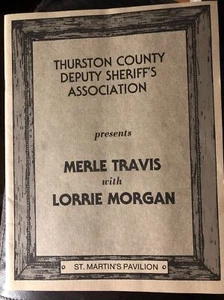 THURSTON COUNTY
DEPUTY SHERIFF'S
ASSOCIATION
presents
MERLE TRAVIS
with
LORRIE MORGAN
ST. MARTIN'S PAVILION